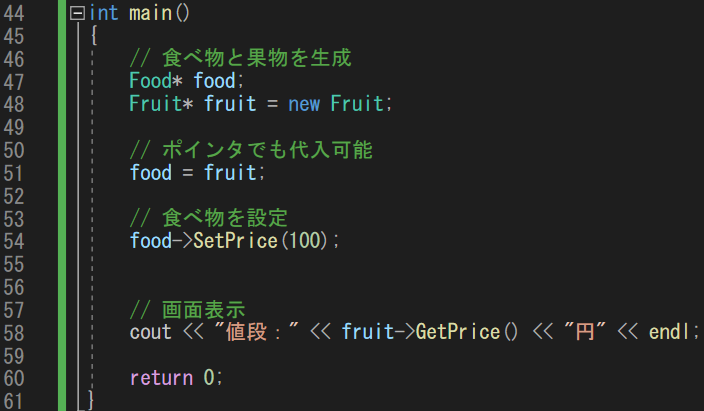 44 int main()
45 {
46 // 食べ物と果物を生成
47 Food* food;
48 Fruit* fruit = new Fruit;
49
50 // ポインタでも代入可能
51 food = fruit;
52
53 // 食べ物を設定
54 food->SetPrice(100);
55
56
57 // 画面表示
58 cout << "値段：" << fruit->GetPrice() << "円" << endl;
59
60 return 0;
61 }